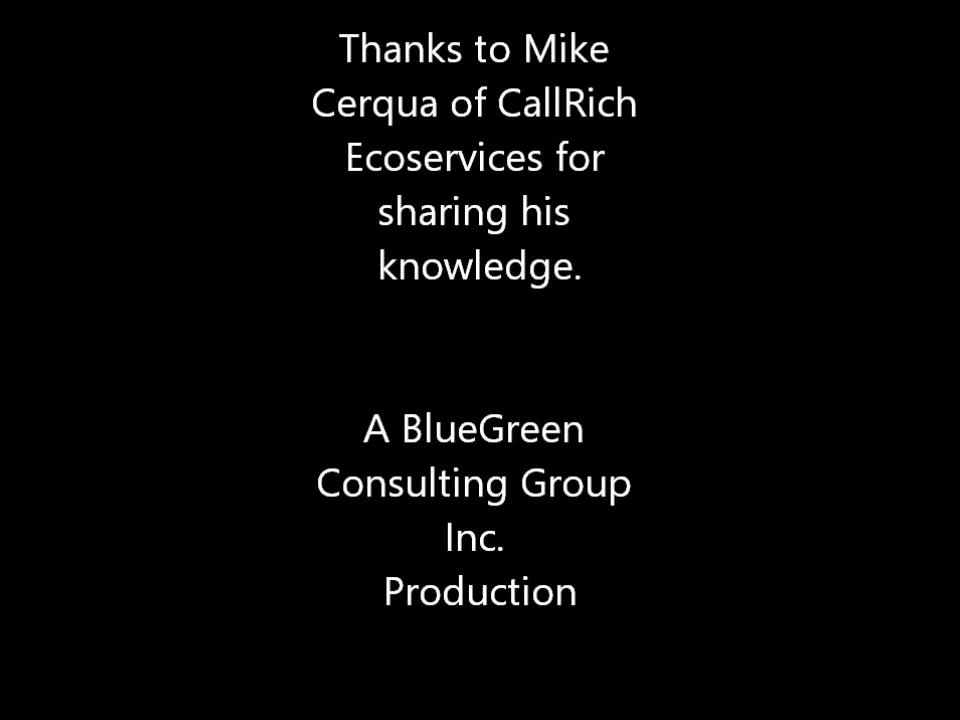 Thanks to Mike
Cerqua of CallRich
Ecoservices for
sharing his
knowledge.
A BlueGreen
Consulting Group
Inc.
Production